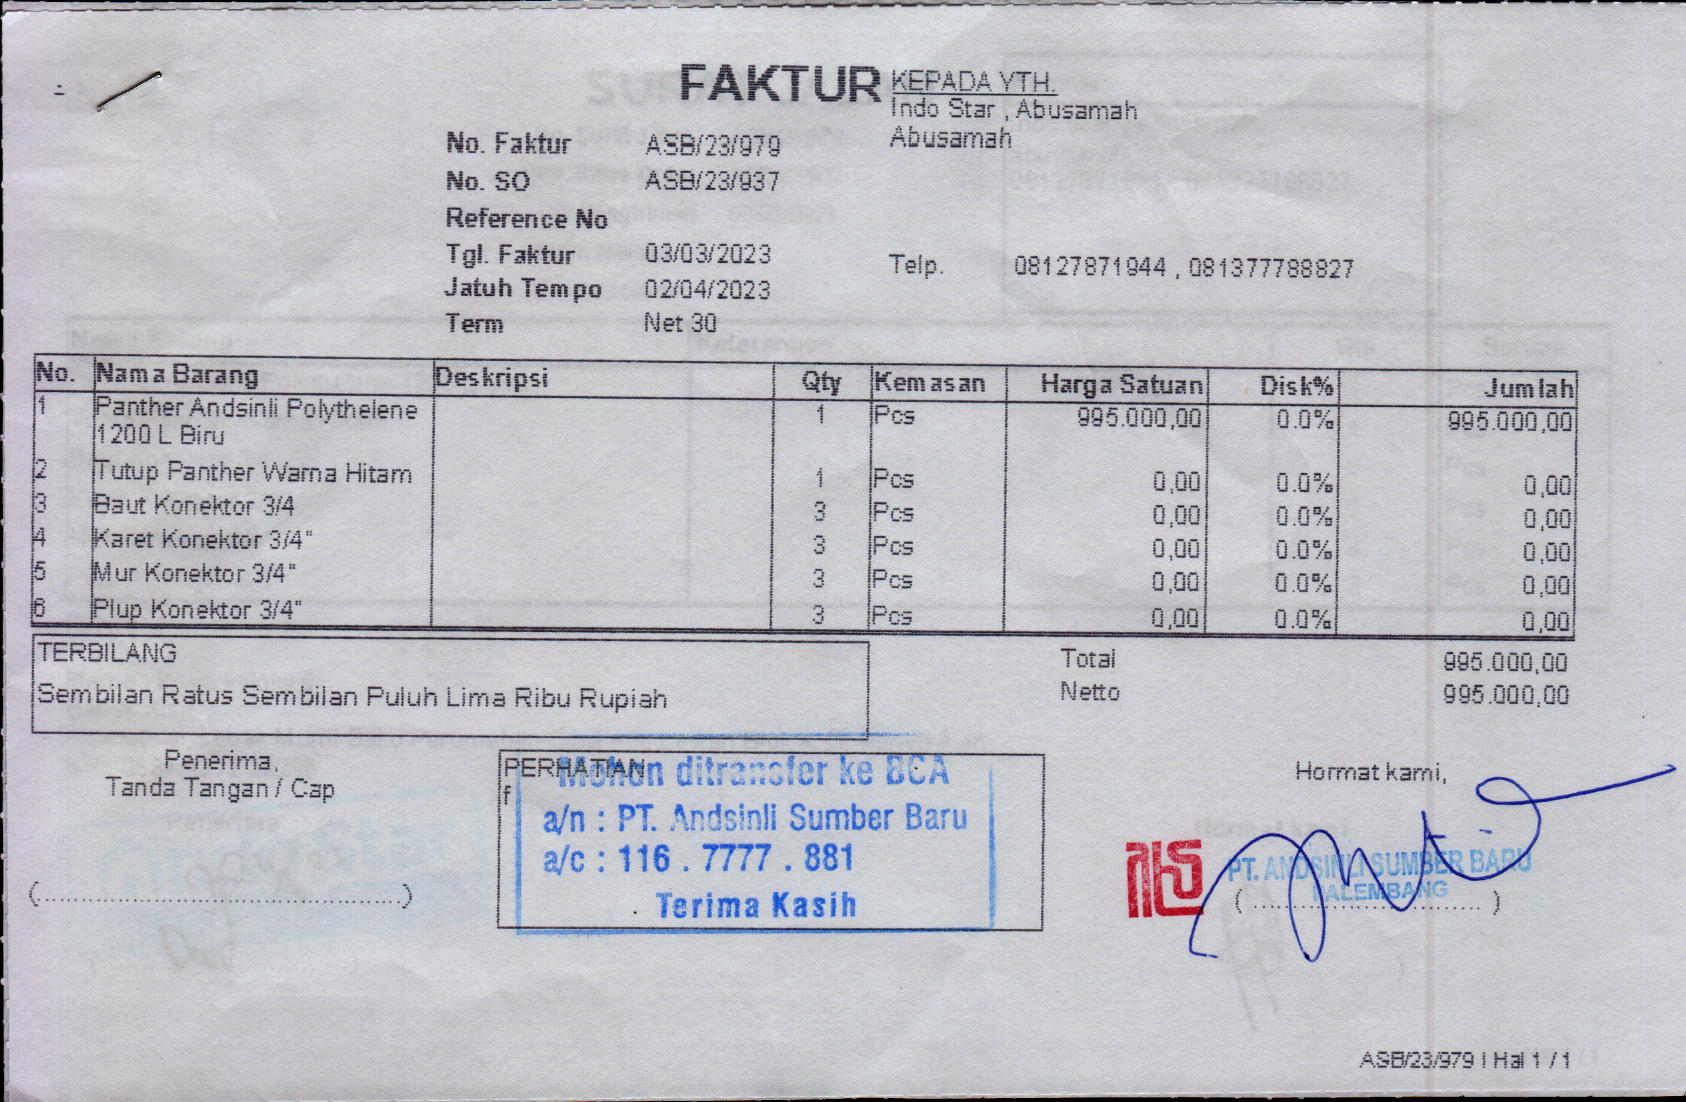 FAKTUR
KEPADA YTH.
Indo Star , Abusamah
Abusamah
No. Faktur ASB/23/979
No. SO ASB/23/937
Reference No
Tgl. Faktur 03/03/2023
Telp. 08127871944 , 081377788827
Jatuh Tempo 02/04/2023
Term Net 30
No. Nama Barang Deskripsi Qty Kemasan Harga Satuan Disk% Jumlah
1 Panther Andsinli Polythelene 1 Pcs 995.000,00 0.0% 995.000,00
1200 L Biru
2 Tutup Panther Warna Hitam 1 Pcs 0,00 0.0% 0,00
3 Baut Konektor 3/4 3 Pcs 0,00 0.0% 0,00
4 Karet Konektor 3/4" 3 Pcs 0,00 0.0% 0,00
5 Mur Konektor 3/4" 3 Pcs 0,00 0.0% 0,00
6 Plup Konektor 3/4" 3 Pcs 0,00 0.0% 0,00
TERBILANG
Sembilan Ratus Sembilan Puluh Lima Ribu Rupiah
Total 995.000,00
Netto 995.000,00
Penerima,
Tanda Tangan / Cap
(..........................................................)
PERHATIAN
f
Mohon ditransfer ke BCA
a/n : PT. Andsinli Sumber Baru
a/c : 116 . 7777 . 881
Terima Kasih
Hormat kami,
PT. ANDSINLI SUMBER BARU
PALEMBANG
( ...................................... )
ASB/23/979 | Hal 1 / 1